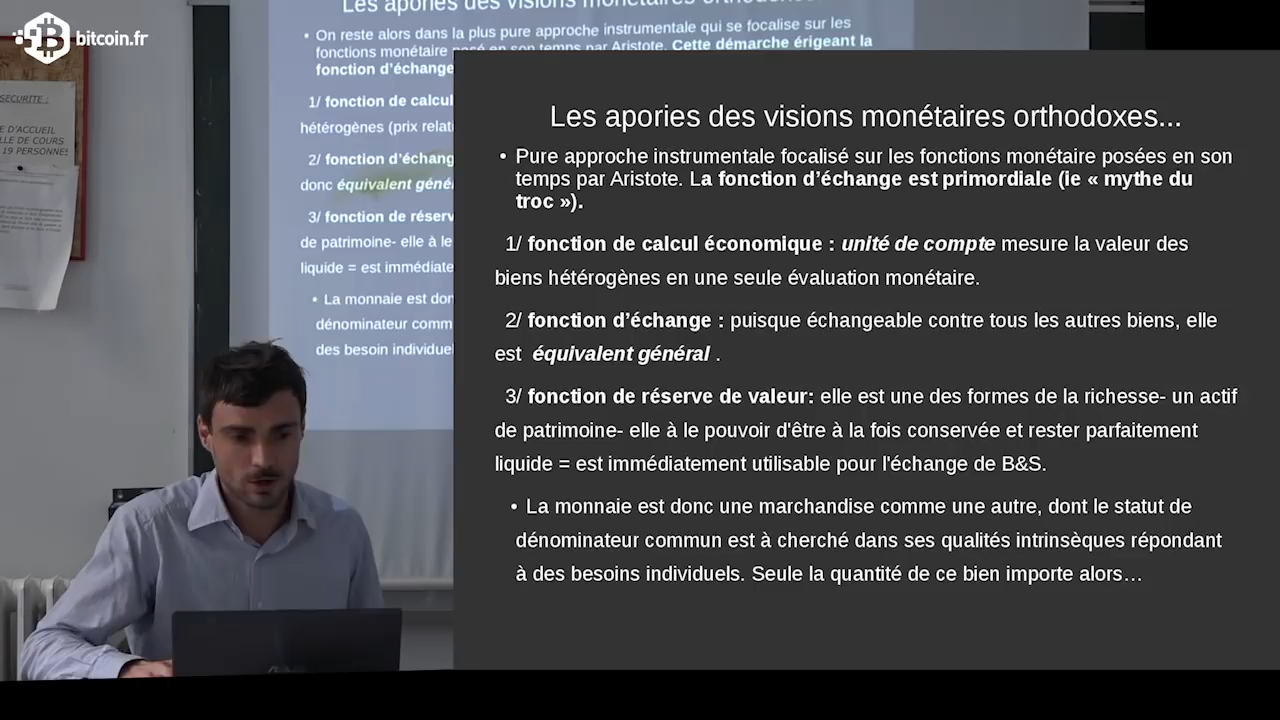 bitcoin.fr
SECURITE :
E D'ACCUEIL
LLE DE COURS
19 PERSONNES
Les apories des visions monétaires orthodoxes...
• On reste alors dans la plus pure approche instrumentale qui se focalise sur les
fonctions monétaire posé en son temps par Aristote. Cette démarche érigeant la
fonction d'échange
1/ fonction de calcul
hétérogènes (prix relati
2/ fonction d'échang
donc équivalent génér
3/ fonction de réserv
de patrimoine- elle à le
liquide = est immédiate
• La monnaie est don
dénominateur comm
des besoin individuel
Les apories des visions monétaires orthodoxes...
• Pure approche instrumentale focalisé sur les fonctions monétaire posées en son
temps par Aristote. La fonction d'échange est primordiale (ie « mythe du
troc »).
1/ fonction de calcul économique : unité de compte mesure la valeur des
biens hétérogènes en une seule évaluation monétaire.
2/ fonction d'échange : puisque échangeable contre tous les autres biens, elle
est équivalent général .
3/ fonction de réserve de valeur: elle est une des formes de la richesse- un actif
de patrimoine- elle à le pouvoir d'être à la fois conservée et rester parfaitement
liquide = est immédiatement utilisable pour l'échange de B&S.
• La monnaie est donc une marchandise comme une autre, dont le statut de
dénominateur commun est à cherché dans ses qualités intrinsèques répondant
à des besoins individuels. Seule la quantité de ce bien importe alors…